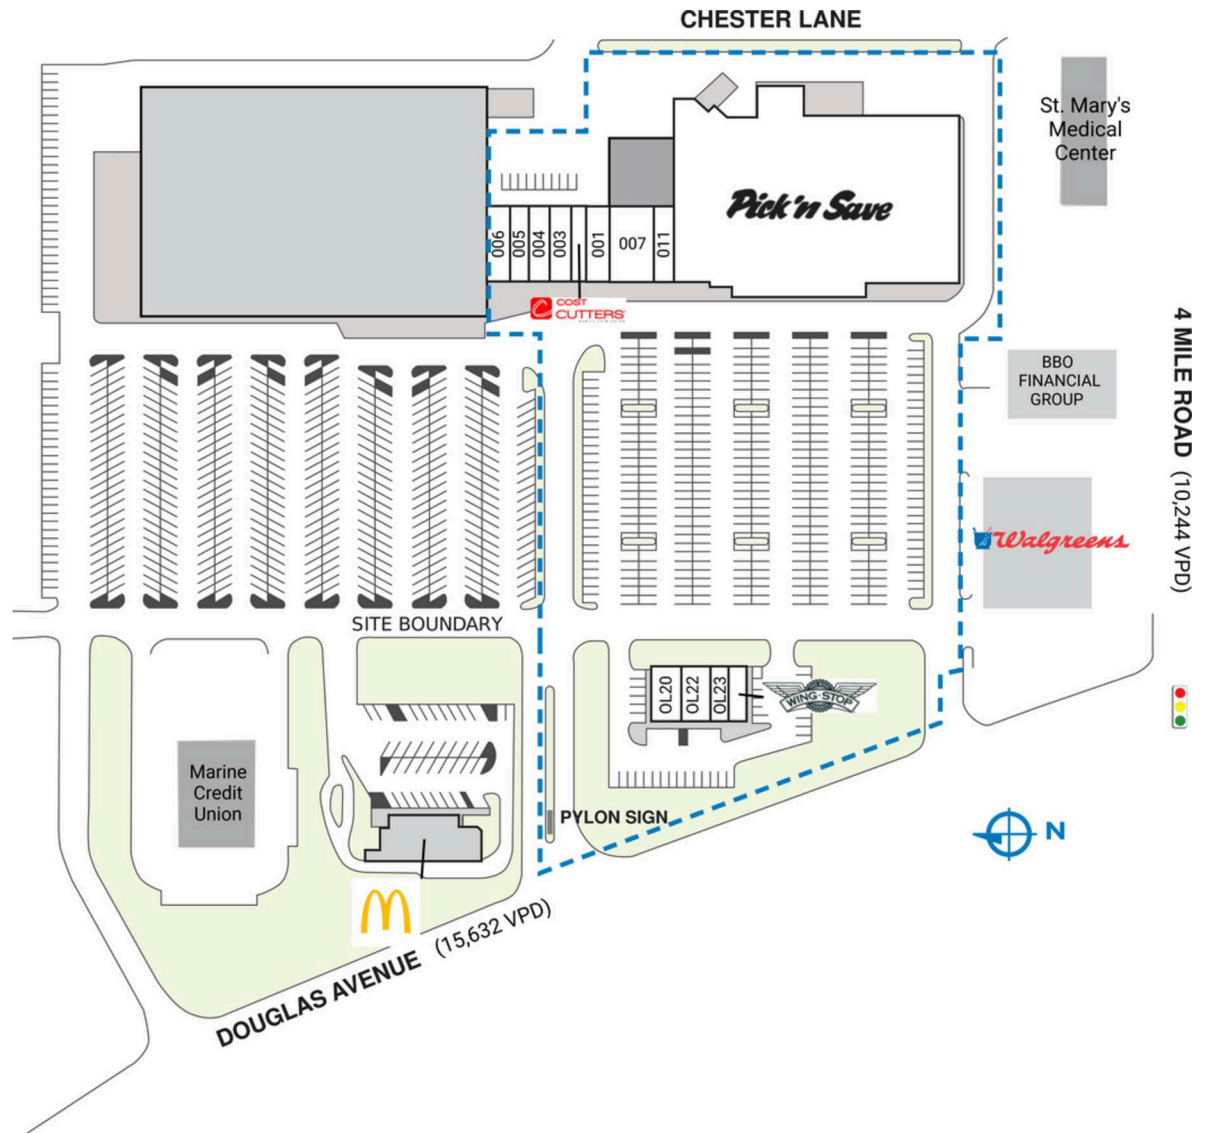 CHESTER LANE
St. Mary's
Medical
Center
Pick'n Save
006
005
004
003
001
007
011
COST
CUTTERS
4 MILE ROAD (10,244 VPD)
BBO
FINANCIAL
GROUP
Walgreens
SITE BOUNDARY
OL20
OL22
OL23
WING·STOP
Marine
Credit
Union
PYLON SIGN
N
DOUGLAS AVENUE (15,632 VPD)